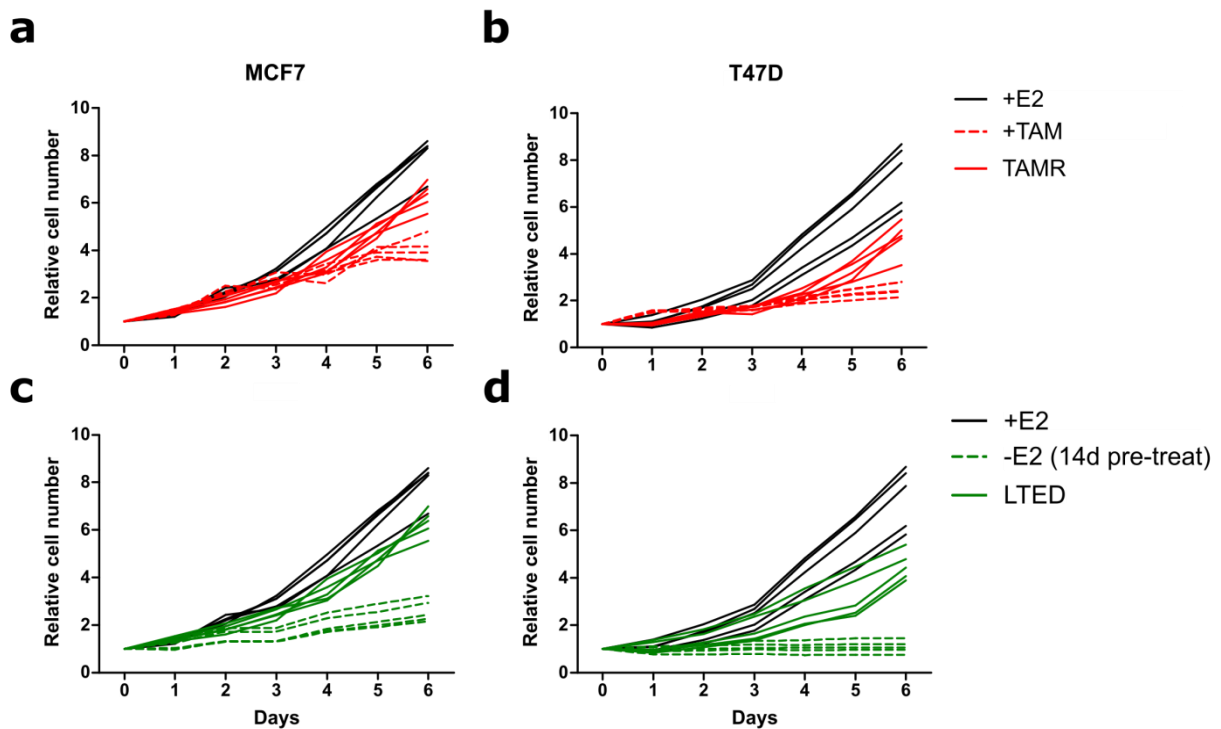 a
b
MCF7
T47D
Relative cell number
10
8
6
4
2
0
0 1 2 3 4 5 6
Relative cell number
10
8
6
4
2
0
0 1 2 3 4 5 6
+E2
+TAM
TAMR
c
d
Relative cell number
10
8
6
4
2
0
0 1 2 3 4 5 6
Days
Relative cell number
10
8
6
4
2
0
0 1 2 3 4 5 6
Days
+E2
-E2 (14d pre-treat)
LTED